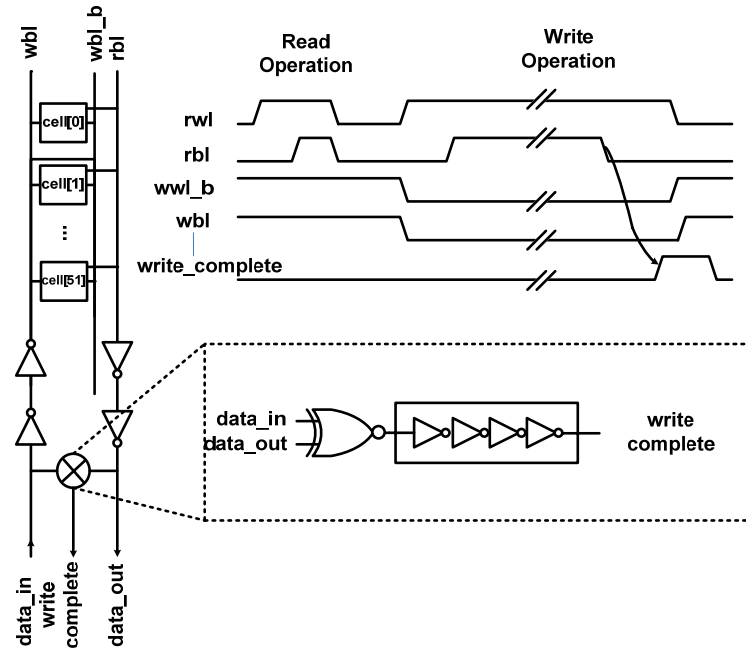 wbl
wbl_b
rbl
cell[0]
cell[1]
...
cell[51]
data_in
write
complete
data_out
Read
Operation
Write
Operation
rwl
rbl
wwl_b
wbl
write_complete
data_in
data_out
write
complete